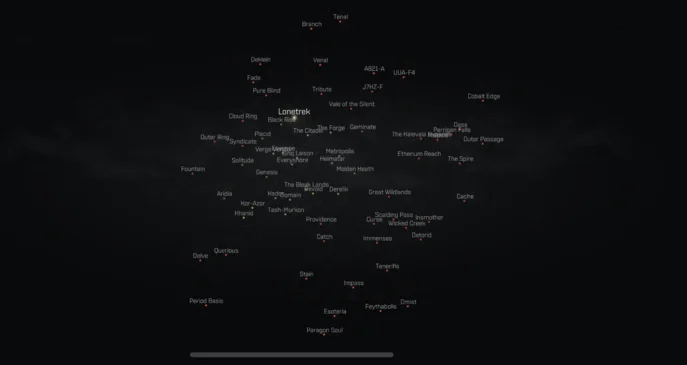 Tenal
Branch
Deklein
Venal
A821-A
UUA-F4
Fade
Pure Blind
Tribute
J7HZ-F
Cobalt Edge
Vale of the Silent
Lonetrek
Cloud Ring
Black Rise
The Forge
Geminate
The Citadel
Oasa
Perrigen Falls
The Kalevala Expanse
Outer Ring
Placid
Syndicate
Outer Passage
Verge Vendor
Essence
Sinq Laison
Metropolis
Etherium Reach
The Spire
Solitude
Everyshore
Heimatar
Fountain
Genesis
Molden Heath
The Bleak Lands
Devoid
Derelik
Great Wildlands
Aridia
Kador
Domain
Cache
Kor-Azor
Khanid
Tash-Murkon
Scalding Pass
Insmother
Providence
Curse
Wicked Creek
Catch
Immensea
Detorid
Querious
Delve
Tenerifis
Stain
Impass
Period Basis
Omist
Feythabolis
Esoteria
Paragon Soul